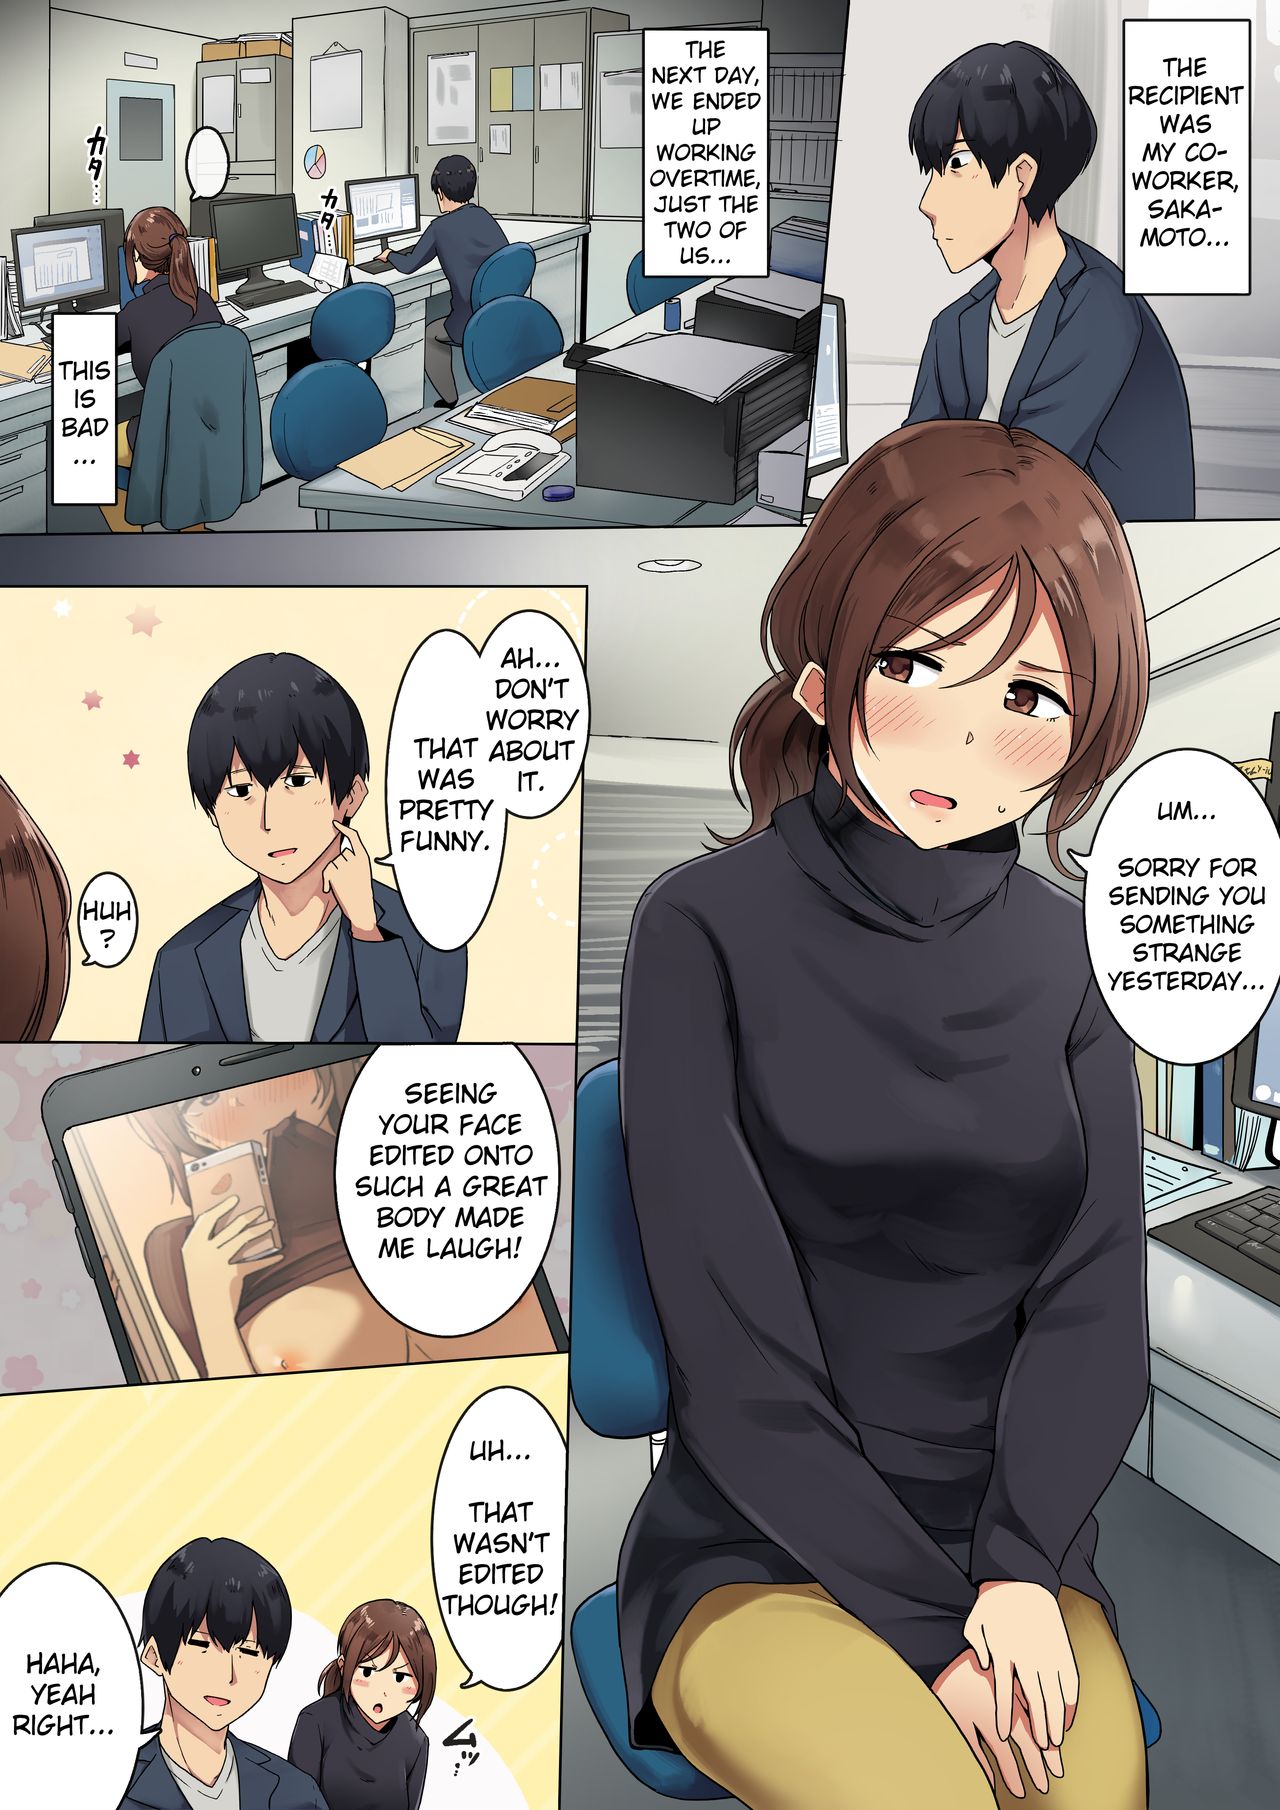 THE
RECIPIENT
WAS
MY CO-
WORKER,
SAKA-
MOTO...
THE
NEXT DAY,
WE ENDED
UP
WORKING
OVERTIME,
JUST THE
TWO OF
US...
カタ...
カタ...
THIS
IS
BAD
...
UM...
SORRY FOR
SENDING YOU
SOMETHING
STRANGE
YESTERDAY...
AH...
DON'T
WORRY
ABOUT
IT.
THAT
WAS
PRETTY
FUNNY.
HUH
?
SEEING
YOUR FACE
EDITED ONTO
SUCH A GREAT
BODY MADE
ME LAUGH!
UH...
THAT
WASN'T
EDITED
THOUGH!
HAHA,
YEAH
RIGHT...
ムッ